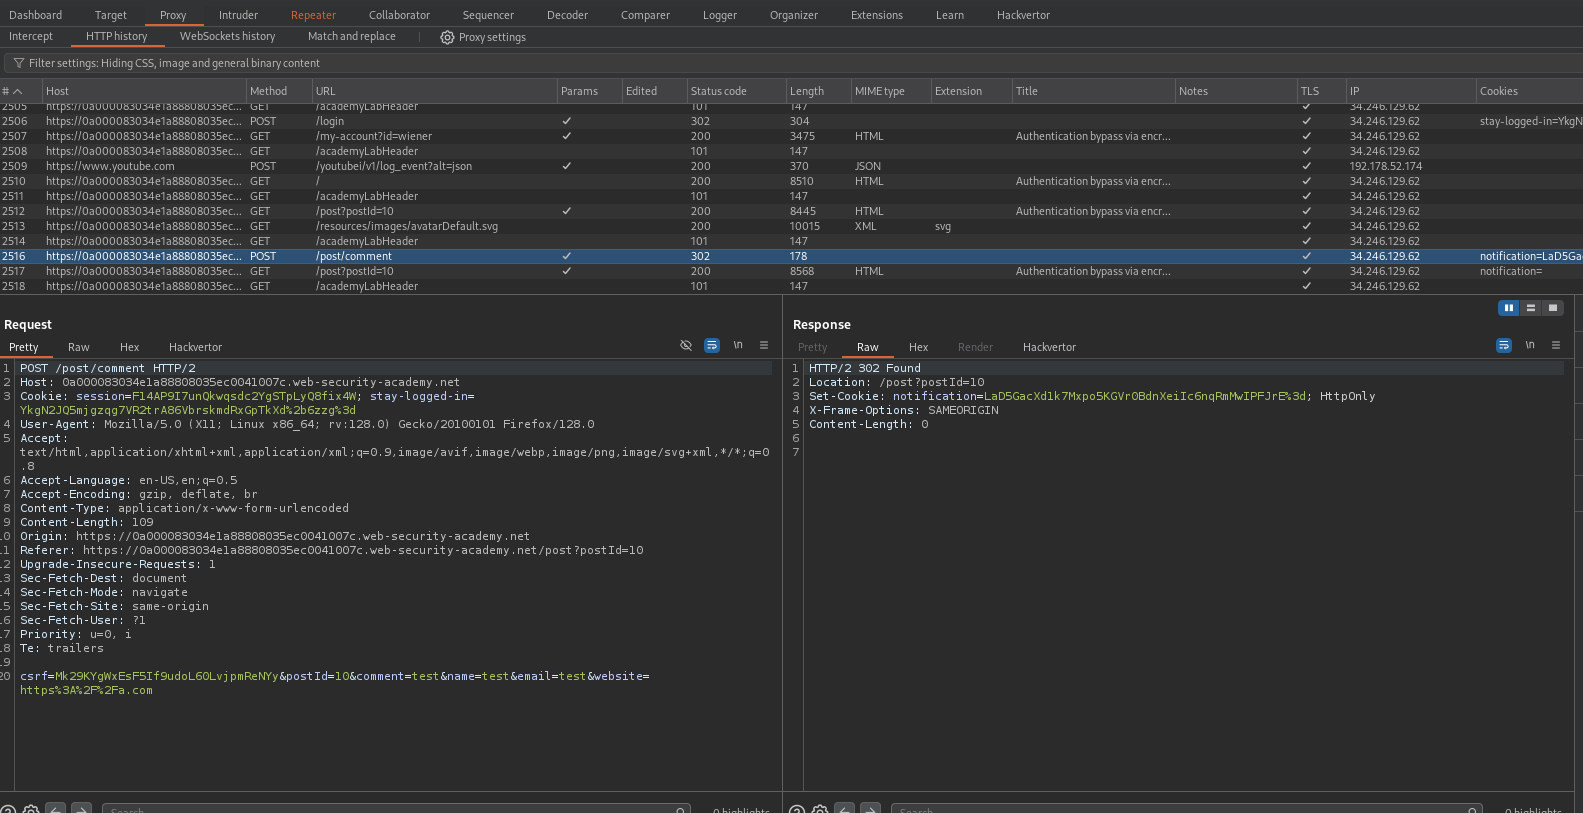 Dashboard Target Proxy Intruder Repeater Collaborator Sequencer Decoder Comparer Logger Organizer Extensions Learn Hackvertor
Intercept HTTP history WebSockets history Match and replace Proxy settings
Filter settings: Hiding CSS, image and general binary content
# Host Method URL Params Edited Status code Length MIME type Extension Title Notes TLS IP Cookies
2505 https://0a000083034e1a88808035ec... GET /academyLabHeader 101 147 34.246.129.62
2506 https://0a000083034e1a88808035ec... POST /login ✓ 302 304 ✓ 34.246.129.62 stay-logged-in=YkgN
2507 https://0a000083034e1a88808035ec... GET /my-account?id=wiener ✓ 200 3475 HTML Authentication bypass via encr... ✓ 34.246.129.62
2508 https://0a000083034e1a88808035ec... GET /academyLabHeader 101 147 ✓ 34.246.129.62
2509 https://www.youtube.com POST /youtubei/v1/log_event?alt=json ✓ 200 370 JSON ✓ 192.178.52.174
2510 https://0a000083034e1a88808035ec... GET / 200 8510 HTML Authentication bypass via encr... ✓ 34.246.129.62
2511 https://0a000083034e1a88808035ec... GET /academyLabHeader 101 147 ✓ 34.246.129.62
2512 https://0a000083034e1a88808035ec... GET /post?postId=10 ✓ 200 8445 HTML Authentication bypass via encr... ✓ 34.246.129.62
2513 https://0a000083034e1a88808035ec... GET /resources/images/avatarDefault.svg 200 10015 XML svg ✓ 34.246.129.62
2514 https://0a000083034e1a88808035ec... GET /academyLabHeader 101 147 ✓ 34.246.129.62
2516 https://0a000083034e1a88808035ec... POST /post/comment ✓ 302 178 ✓ 34.246.129.62 notification=LaD5Gac
2517 https://0a000083034e1a88808035ec... GET /post?postId=10 ✓ 200 8568 HTML Authentication bypass via encr... ✓ 34.246.129.62 notification=
2518 https://0a000083034e1a88808035ec... GET /academyLabHeader 101 147 ✓ 34.246.129.62
Request
Pretty Raw Hex Hackvertor \n
1 POST /post/comment HTTP/2
2 Host: 0a000083034e1a88808035ec0041007c.web-security-academy.net
3 Cookie: session=F14AP9I7unQkwqsdc2YgSTpLyQ8fix4W; stay-logged-in=
YkgN2JQ5mjgzqg7VR2trA86VbrskmdRxGpTkXd%2b6zzg%3d
4 User-Agent: Mozilla/5.0 (X11; Linux x86_64; rv:128.0) Gecko/20100101 Firefox/128.0
5 Accept:
text/html,application/xhtml+xml,application/xml;q=0.9,image/avif,image/webp,image/png,image/svg+xml,*/*;q=0
.8
6 Accept-Language: en-US,en;q=0.5
7 Accept-Encoding: gzip, deflate, br
8 Content-Type: application/x-www-form-urlencoded
9 Content-Length: 109
10 Origin: https://0a000083034e1a88808035ec0041007c.web-security-academy.net
11 Referer: https://0a000083034e1a88808035ec0041007c.web-security-academy.net/post?postId=10
12 Upgrade-Insecure-Requests: 1
13 Sec-Fetch-Dest: document
14 Sec-Fetch-Mode: navigate
15 Sec-Fetch-Site: same-origin
16 Sec-Fetch-User: ?1
17 Priority: u=0, i
18 Te: trailers
19
20 csrf=Mk29KYgWxEsF5If9udoL60LvjpmReNYy&postId=10&comment=test&name=test&email=test&website=
https%3A%2F%2Fa.com
Response
Pretty Raw Hex Render Hackvertor \n
1 HTTP/2 302 Found
2 Location: /post?postId=10
3 Set-Cookie: notification=LaD5GacXd1k7Mxpo5KGVr0BdnXeiIc6nqRmMwIPFJrE%3d; HttpOnly
4 X-Frame-Options: SAMEORIGIN
5 Content-Length: 0
6
7
Search 0 highlights
Search 0 highlights